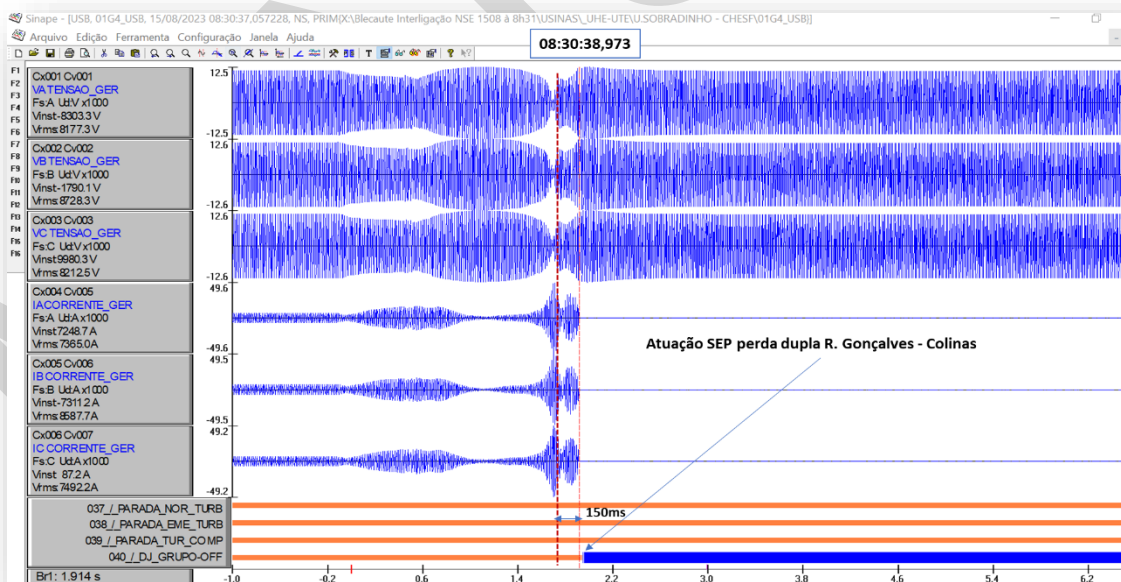 Sinape - [USB, 01G4_USB, 15/08/2023 08:30:37,057228, NS, PRIM(X:\Blecaute Interligação NSE 1508 à 8h31\USINAS\_UHE-UTE\U.SOBRADINHO - CHESF\01G4_USB)]
Arquivo Edição Ferramenta Configuração Janela Ajuda
08:30:38,973
F1
F2
F3
F4
F5
F6
F7
F8
F9
F10
F11
F12
F13
F14
F15
F16
Cx001 Cv001
VA TENSAO_GER
Fs:A Ud:V x1000
Vinst-8303.3 V
Vrms:8177.3 V
12.5
-12.5
Cx002 Cv002
VB TENSAO_GER
Fs:B Ud:V x1000
Vinst-1790.1 V
Vrms:8728.3 V
12.6
-12.6
Cx003 Cv003
VC TENSAO_GER
Fs:C Ud:V x1000
Vinst9980.3 V
Vrms:8212.5 V
12.6
-12.6
Cx004 Cv005
IACORRENTE_GER
Fs:A Ud:A x1000
Vinst7248.7 A
Vrms:7365.0 A
49.6
-49.6
Cx005 Cv006
IB CORRENTE_GER
Fs:B Ud:A x1000
Vinst-7311.2 A
Vrms:8587.7 A
49.5
-49.5
Cx006 Cv007
IC CORRENTE_GER
Fs:C Ud:A x1000
Vinst 87.2 A
Vrms:7492.2 A
49.2
-49.2
Atuação SEP perda dupla R. Gonçalves - Colinas
037_/_PARADA_NOR_TURB
038_/_PARADA_EME_TURB
039_/_PARADA_TUR_COMP
040_/_DJ_GRUPO-OFF
150ms
Br1: 1.914 s
-1.0 -0.2 0.6 1.4 2.2 3.0 3.8 4.6 5.4 6.2